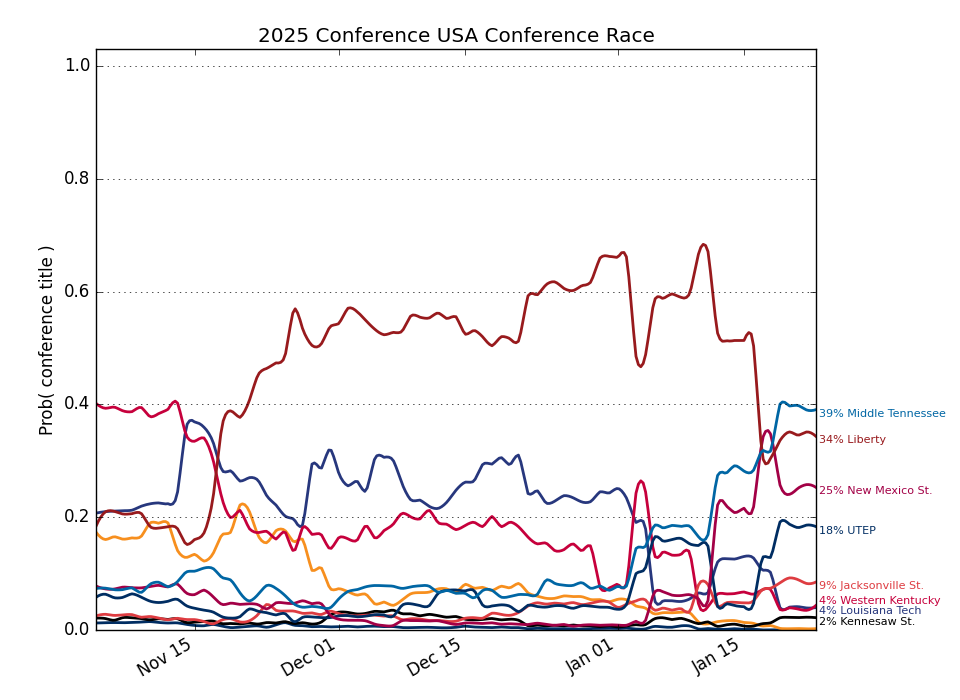 2025 Conference USA Conference Race
Prob( conference title )
1.0
0.8
0.6
0.4
0.2
0.0
Nov 15
Dec 01
Dec 15
Jan 01
Jan 15
39% Middle Tennessee
34% Liberty
25% New Mexico St.
18% UTEP
9% Jacksonville St.
4% Western Kentucky
4% Louisiana Tech
2% Kennesaw St.